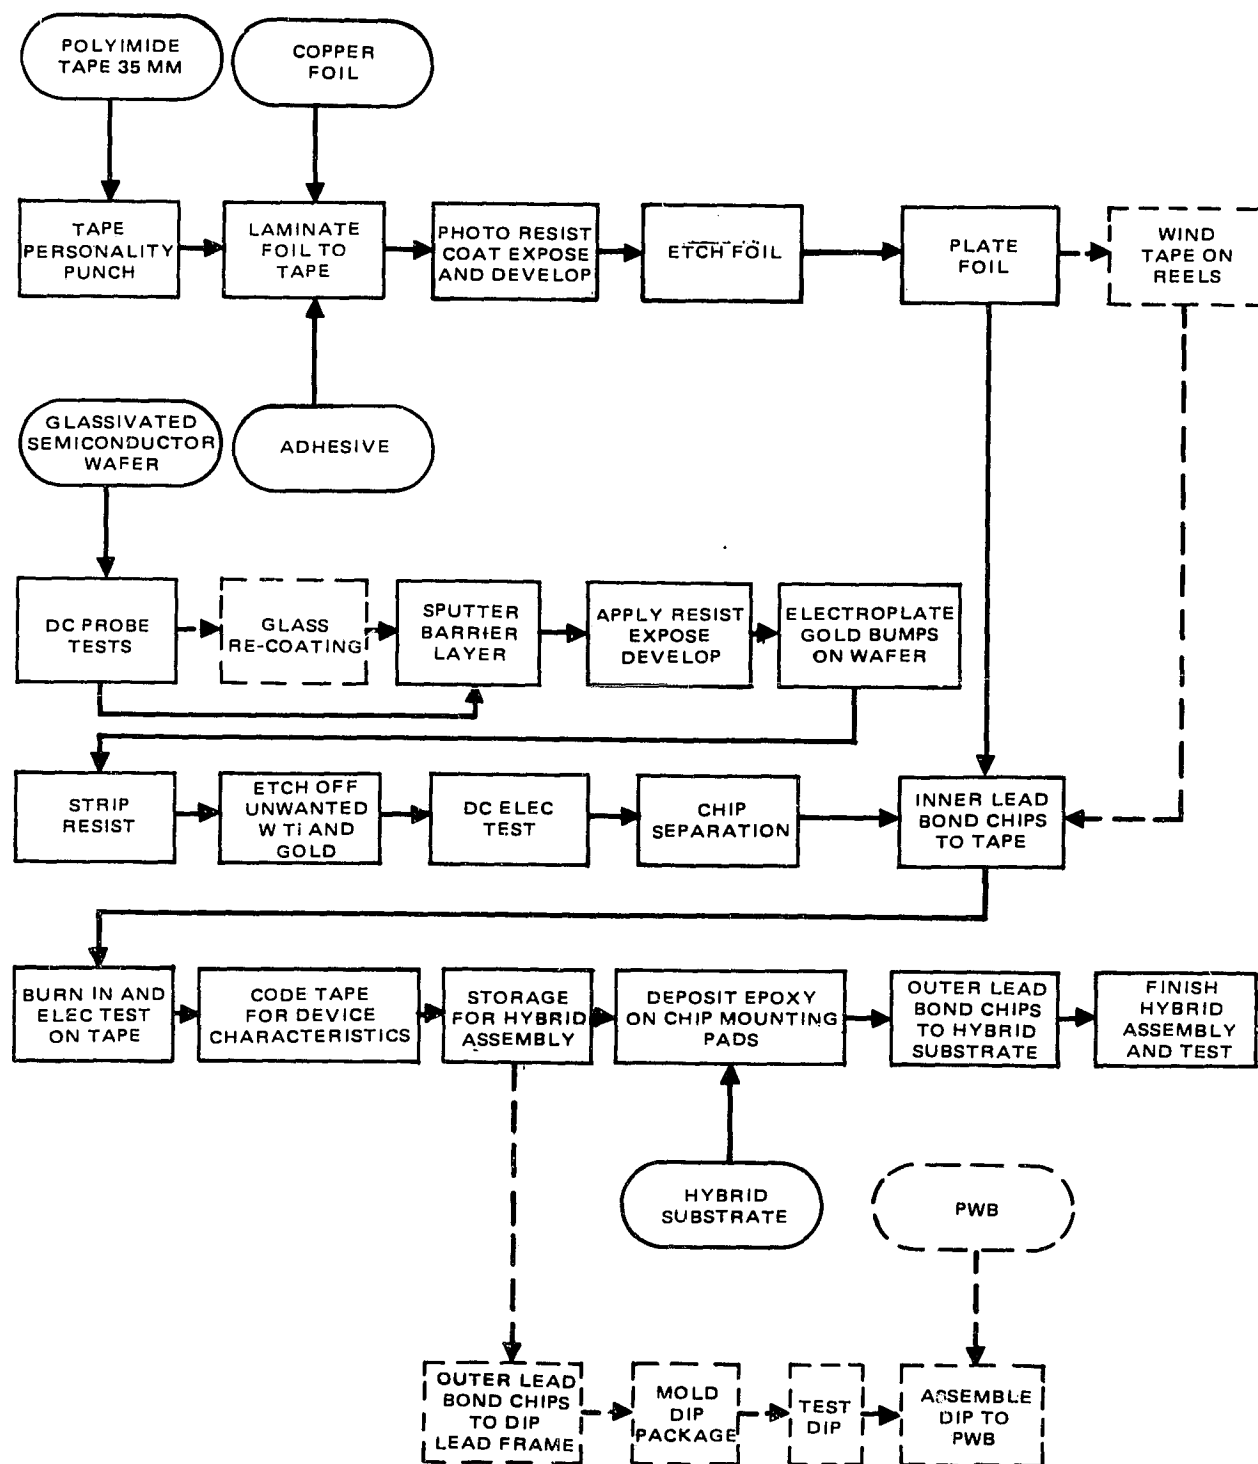 POLYIMIDE
TAPE 35 MM
COPPER
FOIL
TAPE
PERSONALITY
PUNCH
LAMINATE
FOIL TO
TAPE
PHOTO RESIST
COAT EXPOSE
AND DEVELOP
ETCH FOIL
PLATE
FOIL
WIND
TAPE ON
REELS
GLASSIVATED
SEMICONDUCTOR
WAFER
ADHESIVE
DC PROBE
TESTS
GLASS
RE-COATING
SPUTTER
BARRIER
LAYER
APPLY RESIST
EXPOSE
DEVELOP
ELECTROPLATE
GOLD BUMPS
ON WAFER
STRIP
RESIST
ETCH OFF
UNWANTED
W Ti AND
GOLD
DC ELEC
TEST
CHIP
SEPARATION
INNER LEAD
BOND CHIPS
TO TAPE
BURN IN AND
ELEC TEST
ON TAPE
CODE TAPE
FOR DEVICE
CHARACTERISTICS
STORAGE
FOR HYBRID
ASSEMBLY
DEPOSIT EPOXY
ON CHIP MOUNTING
PADS
OUTER LEAD
BOND CHIPS
TO HYBRID
SUBSTRATE
FINISH
HYBRID
ASSEMBLY
AND TEST
HYBRID
SUBSTRATE
PWB
OUTER LEAD
BOND CHIPS
TO DIP
LEAD FRAME
MOLD
DIP
PACKAGE
TEST
DIP
ASSEMBLE
DIP TO
PWB